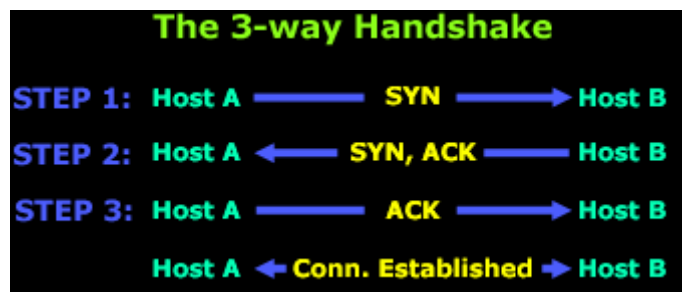 The 3-way Handshake
STEP 1: Host A SYN Host B
STEP 2: Host A SYN, ACK Host B
STEP 3: Host A ACK Host B
Host A Conn. Established Host B